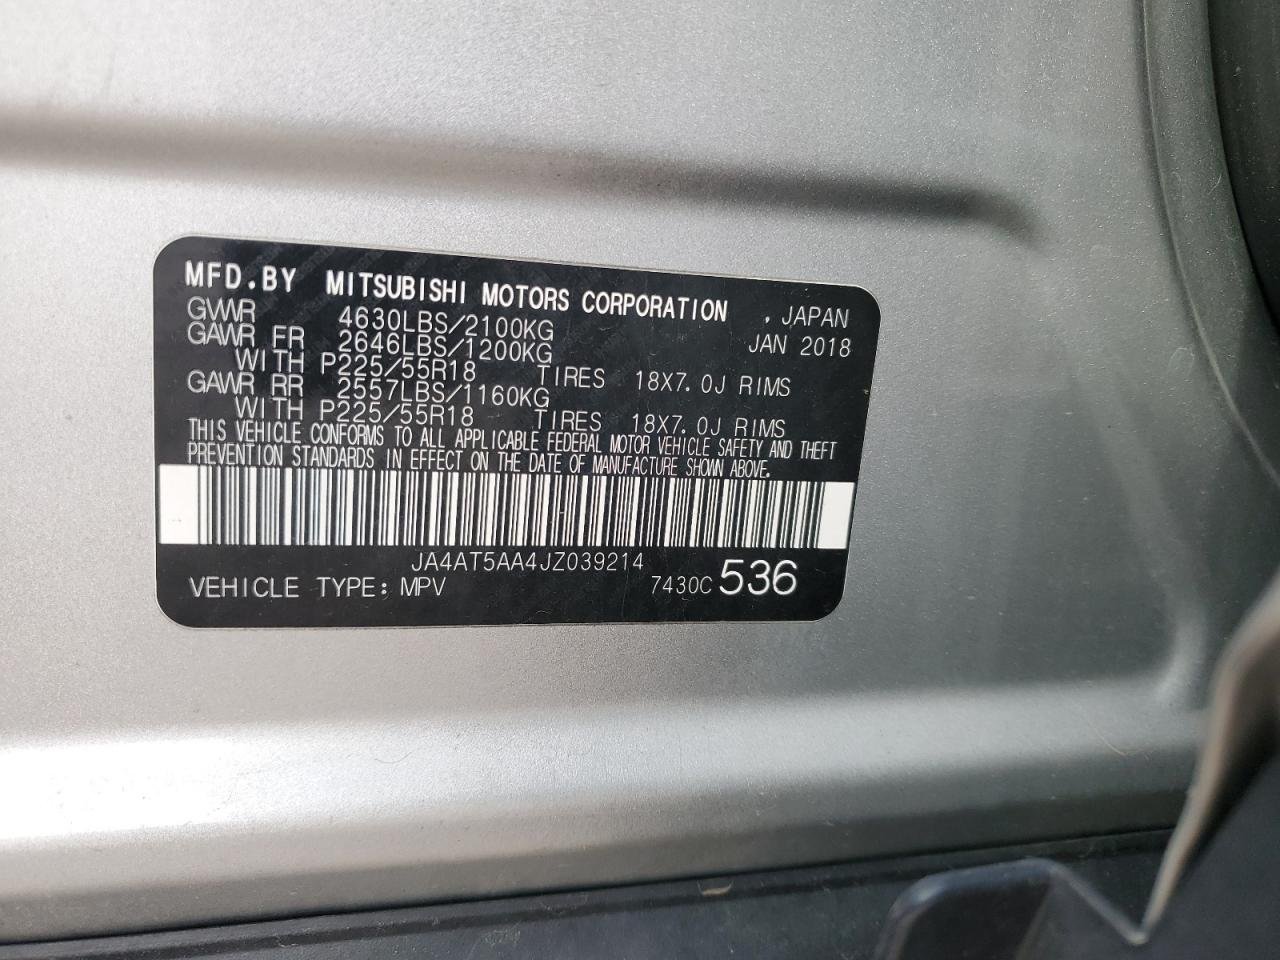 MFD.BY MITSUBISHI MOTORS CORPORATION , JAPAN
GVWR 4630LBS/2100KG JAN 2018
GAWR FR 2646LBS/1200KG
WITH P225/55R18 TIRES 18X7.0J RIMS
GAWR RR 2557LBS/1160KG
WITH P225/55R18 TIRES 18X7.0J RIMS
THIS VEHICLE CONFORMS TO ALL APPLICABLE FEDERAL MOTOR VEHICLE SAFETY AND THEFT
PREVENTION STANDARDS IN EFFECT ON THE DATE OF MANUFACTURE SHOWN ABOVE.
JA4AT5AA4JZ039214
VEHICLE TYPE: MPV 7430C 536